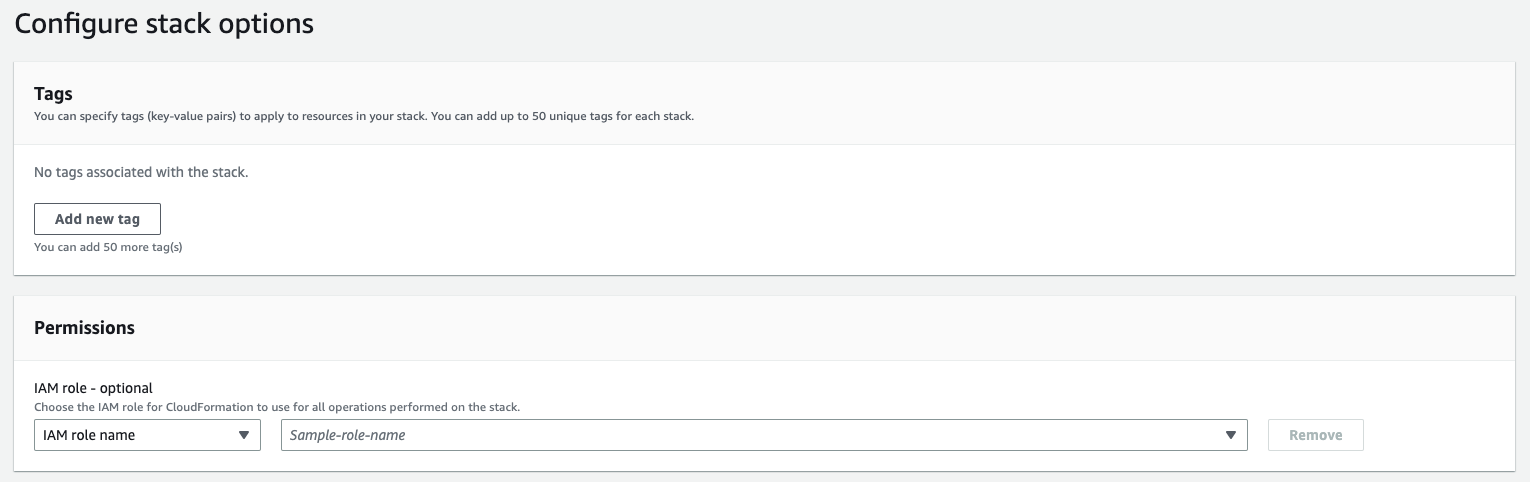 Configure stack options
Tags
You can specify tags (key-value pairs) to apply to resources in your stack. You can add up to 50 unique tags for each stack.
No tags associated with the stack.
Add new tag
You can add 50 more tag(s)
Permissions
IAM role - optional
Choose the IAM role for CloudFormation to use for all operations performed on the stack.
IAM role name Sample-role-name Remove